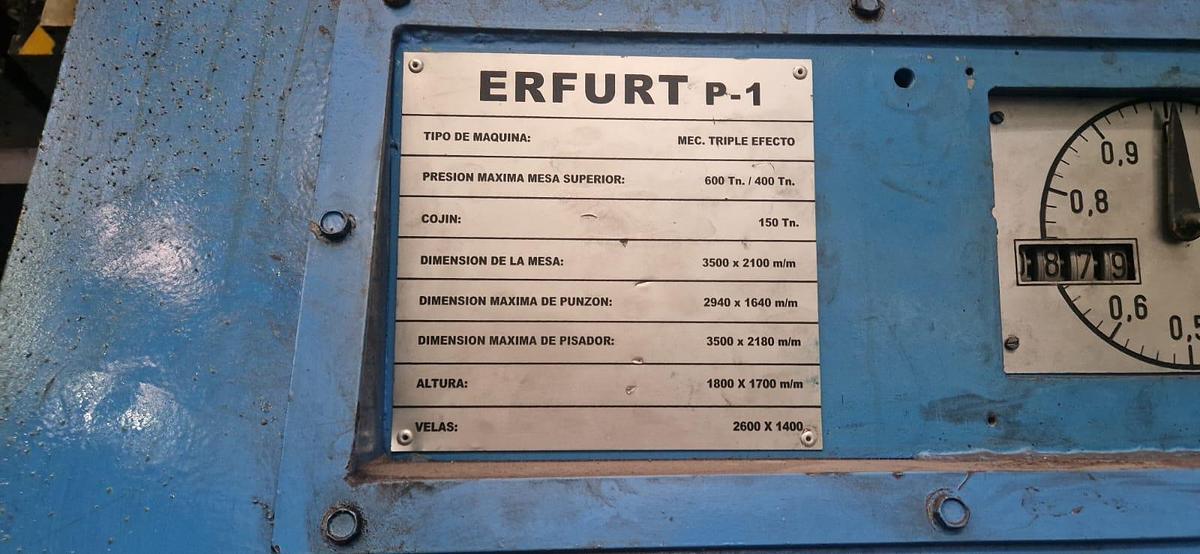 ERFURT P-1
TIPO DE MAQUINA: MEC. TRIPLE EFECTO
PRESION MAXIMA MESA SUPERIOR: 600 Tn. / 400 Tn.
COJIN: 150 Tn.
DIMENSION DE LA MESA: 3500 x 2100 m/m
DIMENSION MAXIMA DE PUNZON: 2940 x 1640 m/m
DIMENSION MAXIMA DE PISADOR: 3500 x 2180 m/m
ALTURA: 1800 X 1700 m/m
VELAS: 2600 X 1400
0,9
0,8
879
0,6
0,5